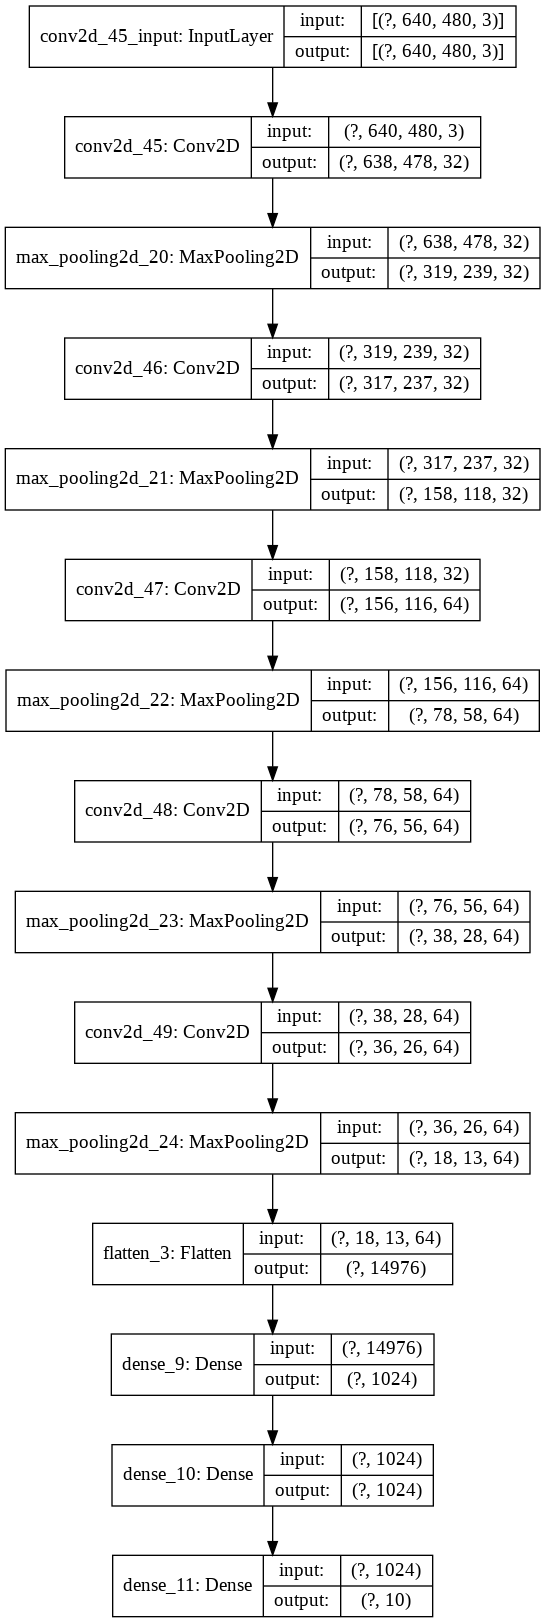 conv2d_45_input: InputLayer
input: [(?, 640, 480, 3)]
output: [(?, 640, 480, 3)]
conv2d_45: Conv2D
input: (?, 640, 480, 3)
output: (?, 638, 478, 32)
max_pooling2d_20: MaxPooling2D
input: (?, 638, 478, 32)
output: (?, 319, 239, 32)
conv2d_46: Conv2D
input: (?, 319, 239, 32)
output: (?, 317, 237, 32)
max_pooling2d_21: MaxPooling2D
input: (?, 317, 237, 32)
output: (?, 158, 118, 32)
conv2d_47: Conv2D
input: (?, 158, 118, 32)
output: (?, 156, 116, 64)
max_pooling2d_22: MaxPooling2D
input: (?, 156, 116, 64)
output: (?, 78, 58, 64)
conv2d_48: Conv2D
input: (?, 78, 58, 64)
output: (?, 76, 56, 64)
max_pooling2d_23: MaxPooling2D
input: (?, 76, 56, 64)
output: (?, 38, 28, 64)
conv2d_49: Conv2D
input: (?, 38, 28, 64)
output: (?, 36, 26, 64)
max_pooling2d_24: MaxPooling2D
input: (?, 36, 26, 64)
output: (?, 18, 13, 64)
flatten_3: Flatten
input: (?, 18, 13, 64)
output: (?, 14976)
dense_9: Dense
input: (?, 14976)
output: (?, 1024)
dense_10: Dense
input: (?, 1024)
output: (?, 1024)
dense_11: Dense
input: (?, 1024)
output: (?, 10)